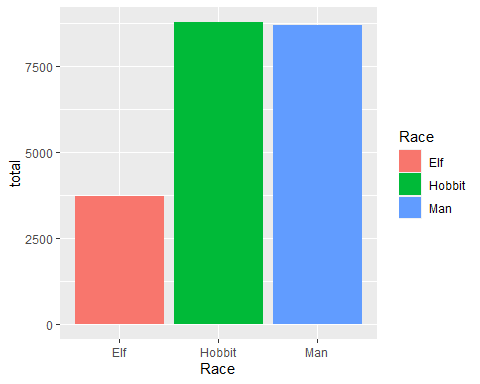 total
7500
5000
2500
0
Elf
Hobbit
Man
Race
Race
Elf
Hobbit
Man